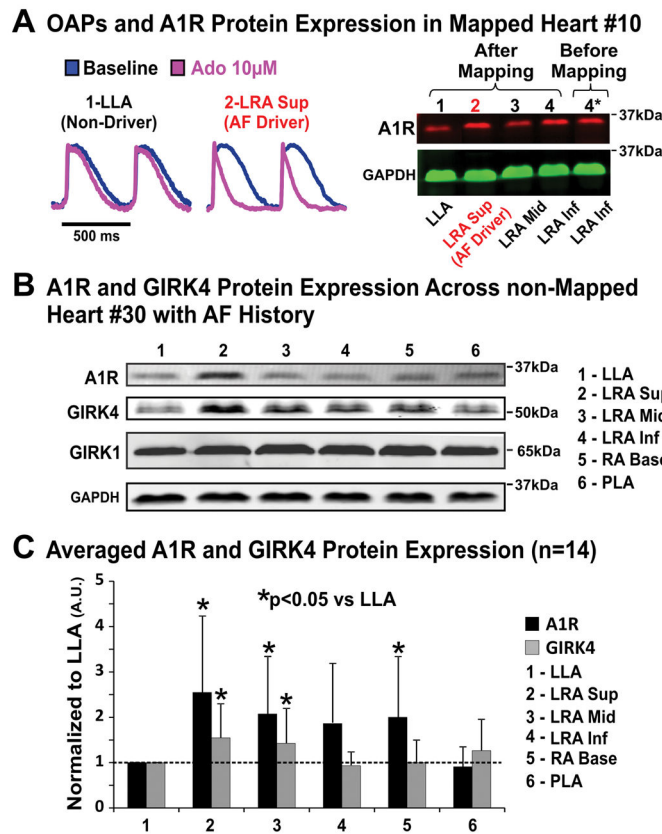 A OAPs and A1R Protein Expression in Mapped Heart #10
Baseline Ado 10µM
1-LLA
(Non-Driver)
2-LRA Sup
(AF Driver)
500 ms
After
Mapping
Before
Mapping
1 2 3 4 4*
A1R
37kDa
37kDa
GAPDH
LLA
LRA Sup
(AF Driver)
LRA Mid
LRA Inf
LRA Inf
B A1R and GIRK4 Protein Expression Across non-Mapped
Heart #30 with AF History
1 2 3 4 5 6
A1R
37kDa
GIRK4
50kDa
GIRK1
65kDa
GAPDH
37kDa
1 - LLA
2 - LRA Sup
3 - LRA Mid
4 - LRA Inf
5 - RA Base
6 - PLA
C Averaged A1R and GIRK4 Protein Expression (n=14)
Normalized to LLA (A.U.)
5
4
3
2
1
0
*p<0.05 vs LLA
* * * * *
1 2 3 4 5 6
A1R
GIRK4
1 - LLA
2 - LRA Sup
3 - LRA Mid
4 - LRA Inf
5 - RA Base
6 - PLA